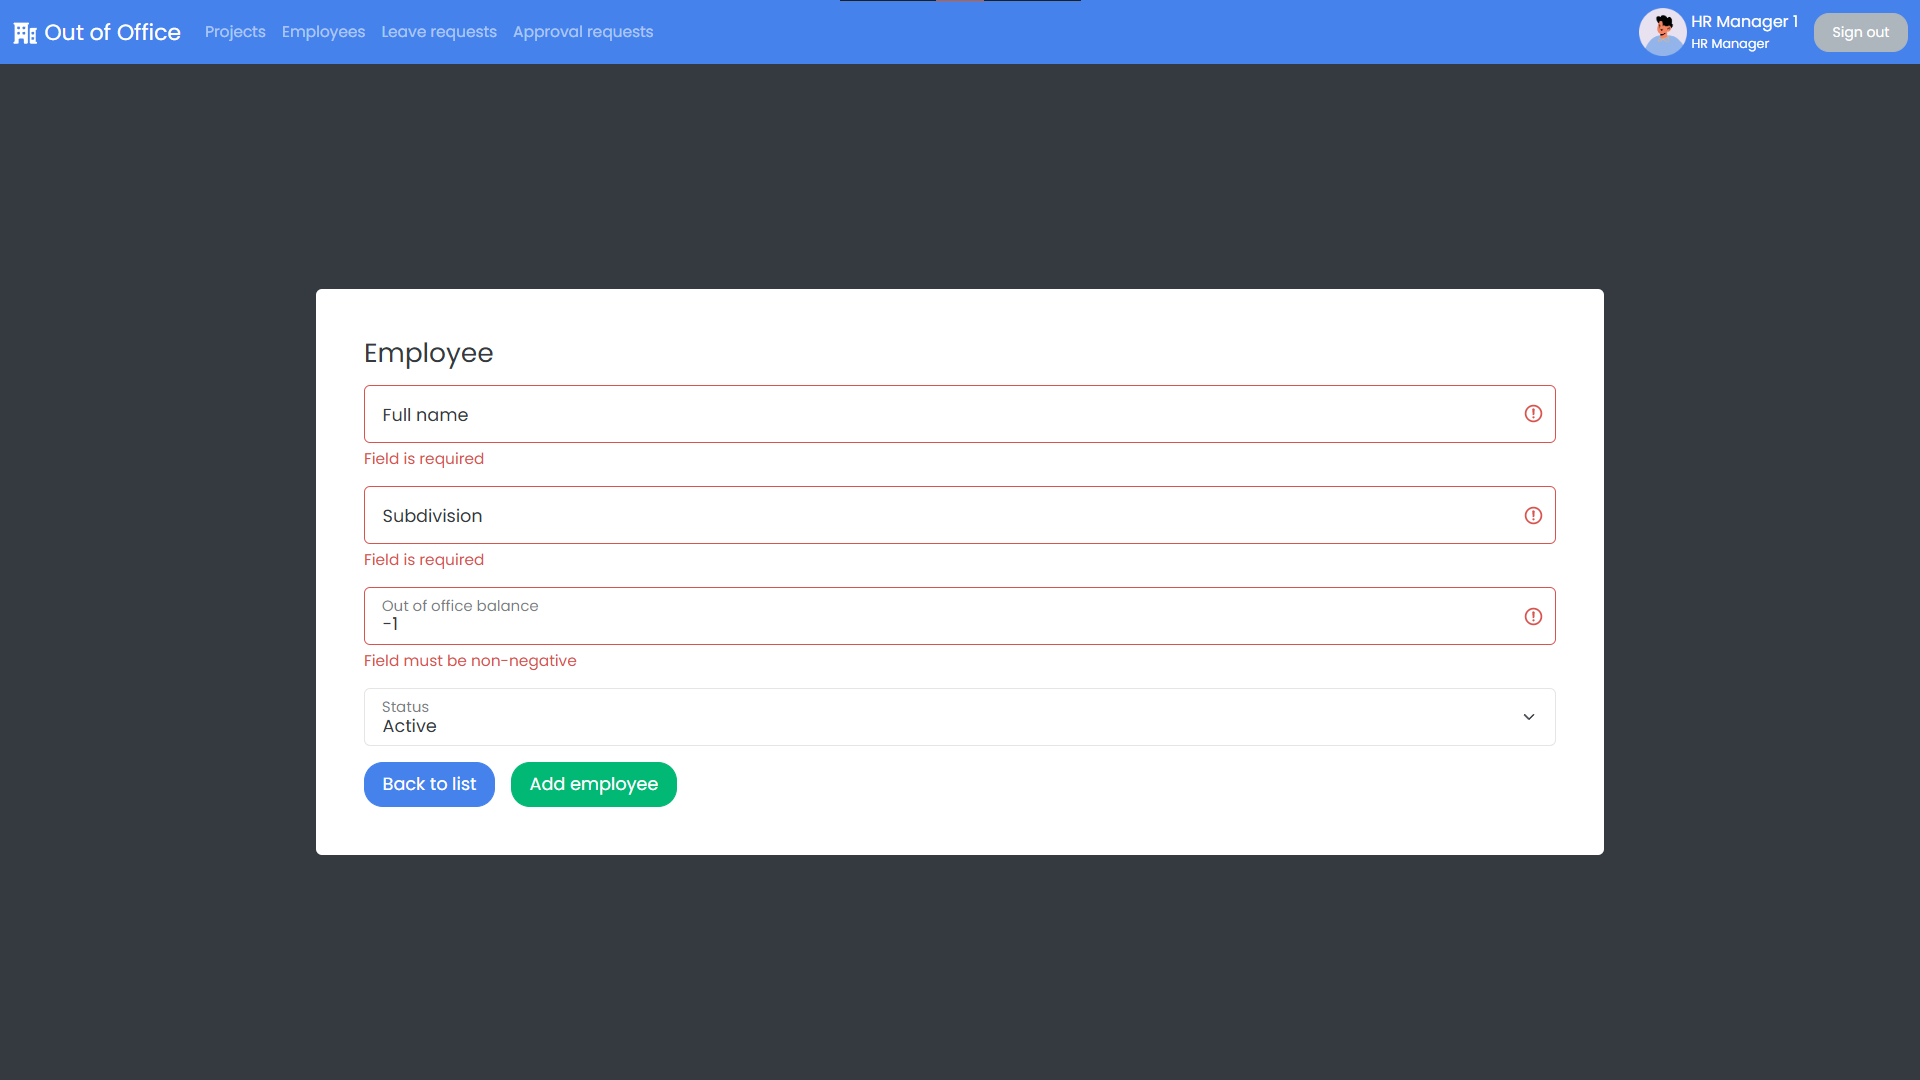 Out of Office
Projects
Employees
Leave requests
Approval requests
HR Manager 1
HR Manager
Sign out
Employee
Full name
Field is required
Subdivision
Field is required
Out of office balance
-1
Field must be non-negative
Status
Active
Back to list
Add employee